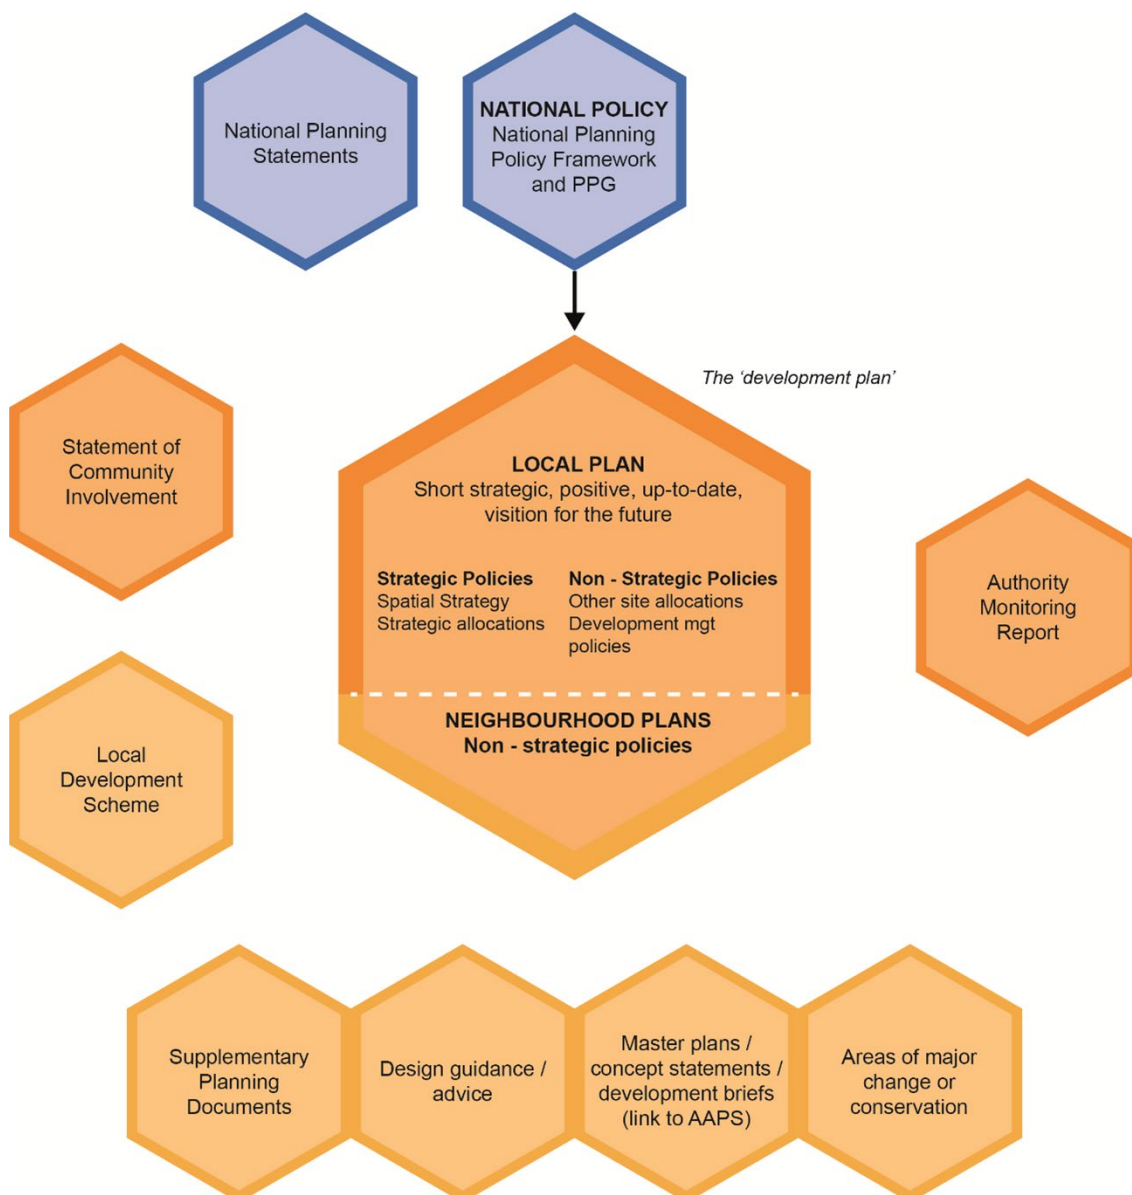 National Planning
Statements
NATIONAL POLICY
National Planning
Policy Framework
and PPG
The ‘development plan’
Statement of
Community
Involvement
LOCAL PLAN
Short strategic, positive, up-to-date,
visition for the future
Strategic Policies
Spatial Strategy
Strategic allocations
Non - Strategic Policies
Other site allocations
Development mgt
policies
Authority
Monitoring
Report
NEIGHBOURHOOD PLANS
Non - strategic policies
Local
Development
Scheme
Supplementary
Planning
Documents
Design guidance /
advice
Master plans /
concept statements /
development briefs
(link to AAPS)
Areas of major
change or
conservation